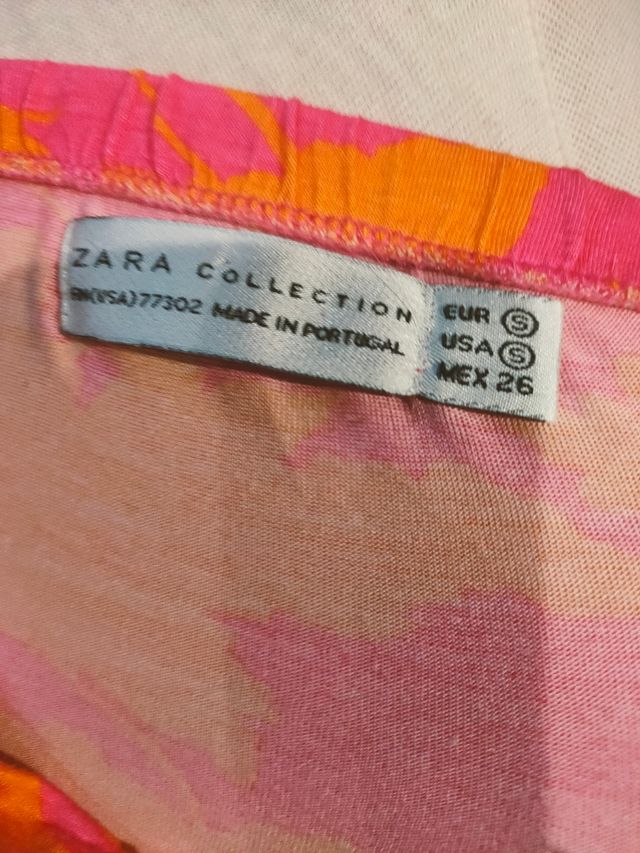 ZARA COLLECTION
RN(USA)77302 MADE IN PORTUGAL
EUR S
USA S
MEX 26